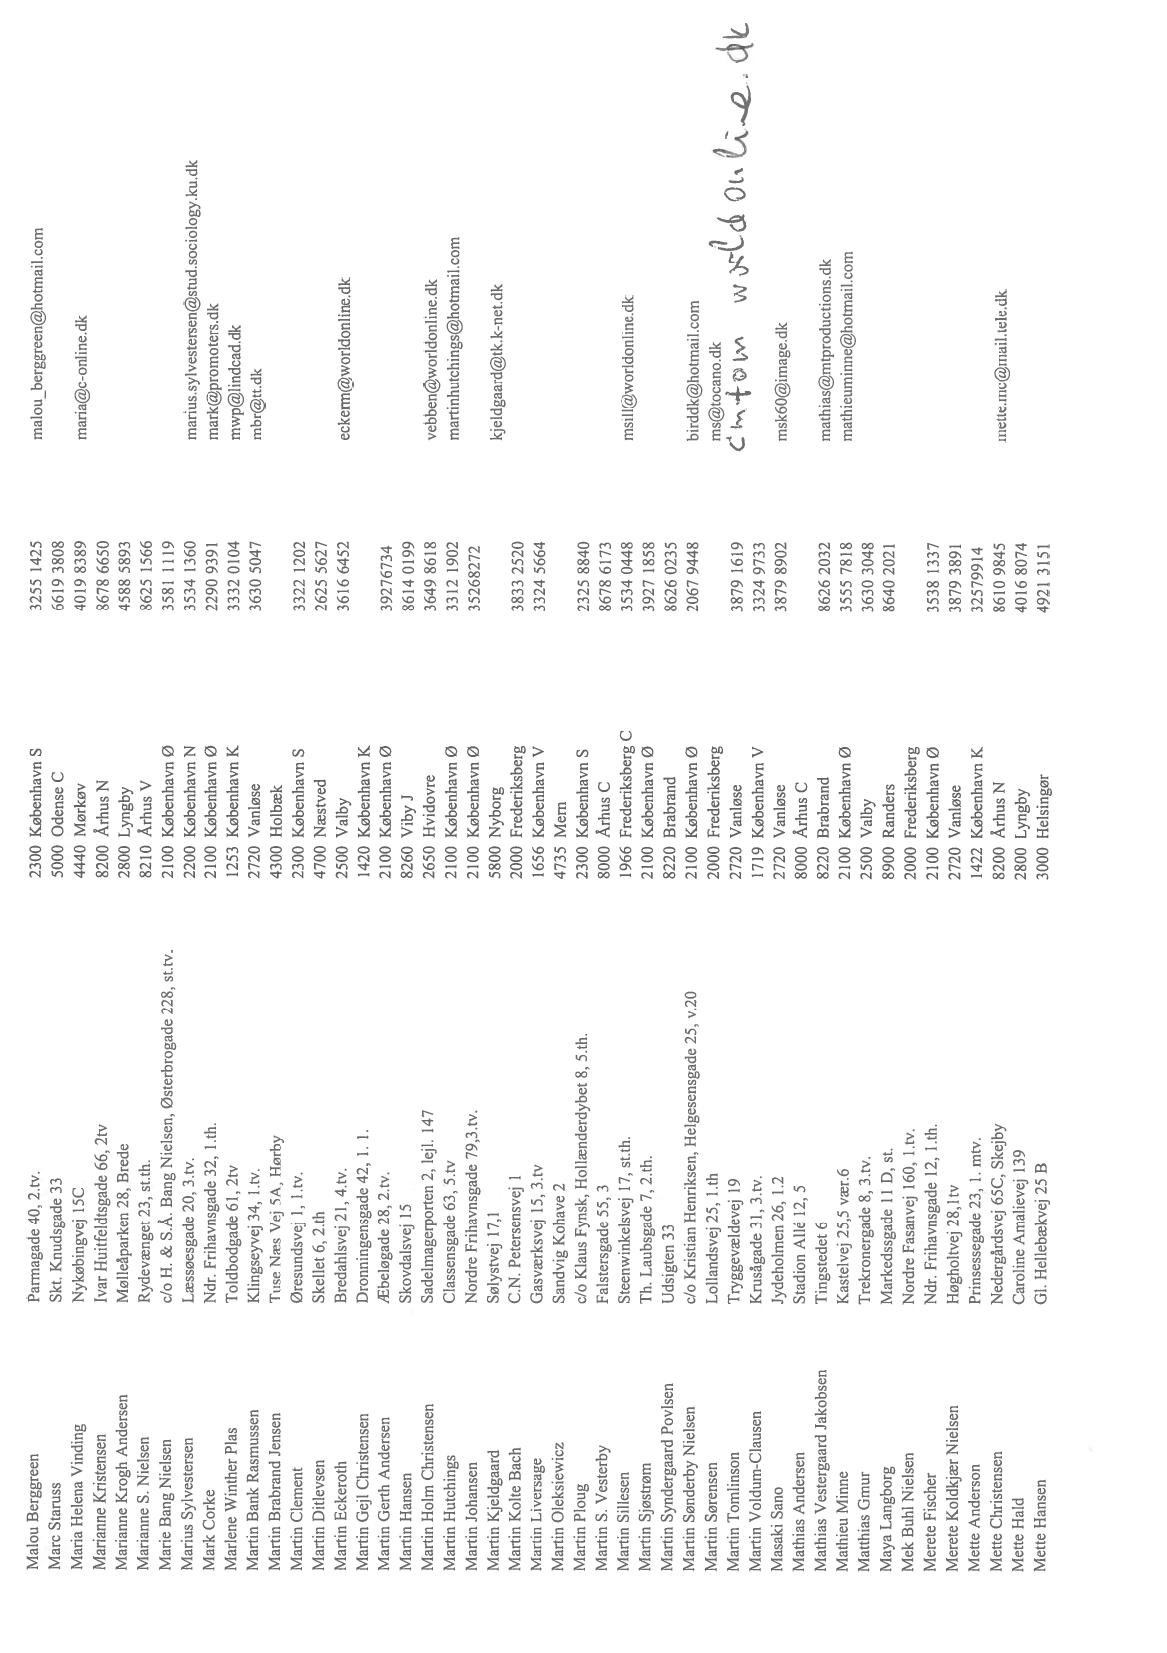 Malou Berggreen Parmagade 40, 2.tv. 2300 København S 3255 1425 malou_berggreen@hotmail.com
Marc Staruss Skt. Knudsgade 33 5000 Odense C 6619 3808
Maria Helena Vinding Nykøbingvej 15C 4440 Mørkøv 4019 8389 maria@c-online.dk
Marianne Kristensen Ivar Huitfeldtsgade 66, 2tv 8200 Århus N 8678 6650
Marianne Krogh Andersen Mølleåparken 28, Brede 2800 Lyngby 4588 5893
Marianne S. Nielsen Rydevænget 23, st.th. 8210 Århus V 8625 1566
Marie Bang Nielsen c/o H. & S.Å. Bang Nielsen, Østerbrogade 228, st.tv. 2100 København Ø 3581 1119
Marius Sylvestersen Læssøesgade 20, 3.tv. 2200 København N 3534 1360 marius.sylvestersen@stud.sociology.ku.dk
Mark Corke Ndr. Frihavnsgade 32, 1.th. 2100 København Ø 2290 9391 mark@promoters.dk
Marlene Winther Plas Toldbodgade 61, 2tv 1253 København K 3332 0104 mwp@lindcad.dk
Martin Bank Rasmussen Klingseyvej 34, 1.tv. 2720 Vanløse 3630 5047 mbr@tt.dk
Martin Brabrand Jensen Tuse Næs Vej 5A, Hørby 4300 Holbæk
Martin Clement Øresundsvej 1, 1.tv. 2300 København S 3322 1202
Martin Ditlevsen Skellet 6, 2.th 4700 Næstved 2625 5627
Martin Eckeroth Bredahlsvej 21, 4.tv. 2500 Valby 3616 6452 eckerm@worldonline.dk
Martin Gejl Christensen Dronningensgade 42, 1. 1. 1420 København K
Martin Gerth Andersen Æbeløgade 28, 2.tv. 2100 København Ø 39276734
Martin Hansen Skovdalsvej 15 8260 Viby J 8614 0199
Martin Holm Christensen Sadelmagerporten 2, lejl. 147 2650 Hvidovre 3649 8618 vebben@worldonline.dk
Martin Hutchings Classensgade 63, 5.tv 2100 København Ø 3312 1902 martinhutchings@hotmail.com
Martin Johansen Nordre Frihavnsgade 79,3.tv. 2100 København Ø 35268272
Martin Kjeldgaard Sølystvej 17,1 5800 Nyborg kjeldgaard@tk.k-net.dk
Martin Kolte Bach C.N. Petersensvej 1 2000 Frederiksberg 3833 2520
Martin Liversage Gasværksvej 15, 3.tv 1656 København V 3324 5664
Martin Oleksiewicz Sandvig Kohave 2 4735 Mern
Martin Ploug c/o Klaus Fynsk, Hollænderdybet 8, 5.th. 2300 København S 2325 8840
Martin S. Vesterby Falstersgade 55, 3 8000 Århus C 8678 6173
Martin Sillesen Steenwinkelsvej 17, st.th. 1966 Frederiksberg C 3534 0448 msill@worldonline.dk
Martin Sjøstrøm Th. Laubsgade 7, 2.th. 2100 København Ø 3927 1858
Martin Syndergaard Povlsen Udsigten 33 8220 Brabrand 8626 0235
Martin Sønderby Nielsen c/o Kristian Henriksen, Helgesensgade 25, v.20 2100 København Ø 2067 9448 birddk@hotmail.com
Martin Sørensen Lollandsvej 25, 1.th 2000 Frederiksberg ms@tocano.dk
Martin Tomlinson Tryggevældevej 19 2720 Vanløse 3879 1619 cmtom worldonline.dk
Martin Voldum-Clausen Krusågade 31, 3.tv. 1719 København V 3324 9733
Masaki Sano Jydeholmen 26, 1.2 2720 Vanløse 3879 8902 msk60@image.dk
Mathias Andersen Stadion Allé 12, 5 8000 Århus C
Mathias Vestergaard Jakobsen Tingstedet 6 8220 Brabrand 8626 2032 mathias@mtproductions.dk
Mathieu Minne Kastelvej 25,5 vær.6 2100 København Ø 3555 7818 mathieuminne@hotmail.com
Matthias Gmur Trekronergade 8, 3.tv. 2500 Valby 3630 3048
Maya Langborg Markedssgade 11 D, st. 8900 Randers 8640 2021
Mek Buhl Nielsen Nordre Fasanvej 160, 1.tv. 2000 Frederiksberg
Merete Fischer Ndr. Frihavnsgade 12, 1.th. 2100 København Ø 3538 1337
Merete Koldkjær Nielsen Høgholtvej 28,1tv 2720 Vanløse 3879 3891
Mette Anderson Prinsessegade 23, 1. mtv. 1422 København K 32579914
Mette Christensen Nedergårdsvej 65C, Skejby 8200 Århus N 8610 9845 mette.mc@mail.tele.dk
Mette Hald Caroline Amalievej 139 2800 Lyngby 4016 8074
Mette Hansen Gl. Hellebækvej 25 B 3000 Helsingør 4921 3151